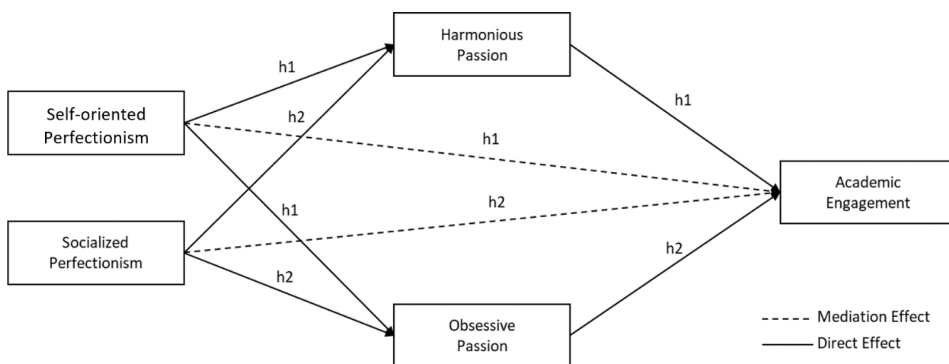 Harmonious
Passion
h1
h1
Self-oriented
Perfectionism
h2
h1
Academic
Engagement
h1
h2
Socialized
Perfectionism
h2
h2
Obsessive
Passion
Mediation Effect
Direct Effect